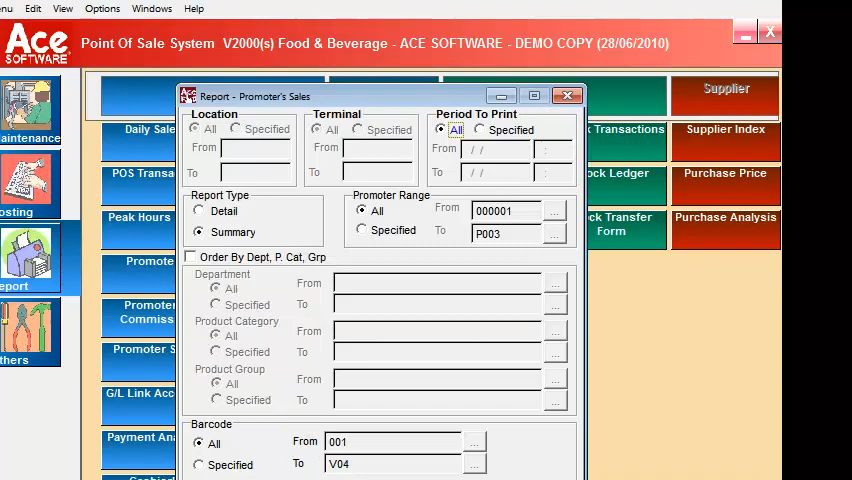 enu Edit View Options Windows Help
Ace
SOFTWARE
Point Of Sale System V2000(s) Food & Beverage - ACE SOFTWARE - DEMO COPY (28/06/2010)
Supplier
Report - Promoter's Sales
aintenance
osting
eport
thers
Daily Sale
POS Transa
Peak Hours
Promote
Promoter
Commiss
Promoter S
G/L Link Acc
Payment Ana
Location
All Specified
From
To
Terminal
All Specified
From
To
Period To Print
All Specified
From / / :
To / / :
Report Type
Detail
Summary
Promoter Range
All From 000001 ...
Specified To P003 ...
Order By Dept, P. Cat, Grp
Department
All From ...
Specified To ...
Product Category
All From ...
Specified To ...
Product Group
All From ...
Specified To ...
Barcode
All From 001 ...
Specified To V04 ...
k Transactions
ock Ledger
ck Transfer
Form
Supplier Index
Purchase Price
Purchase Analysis